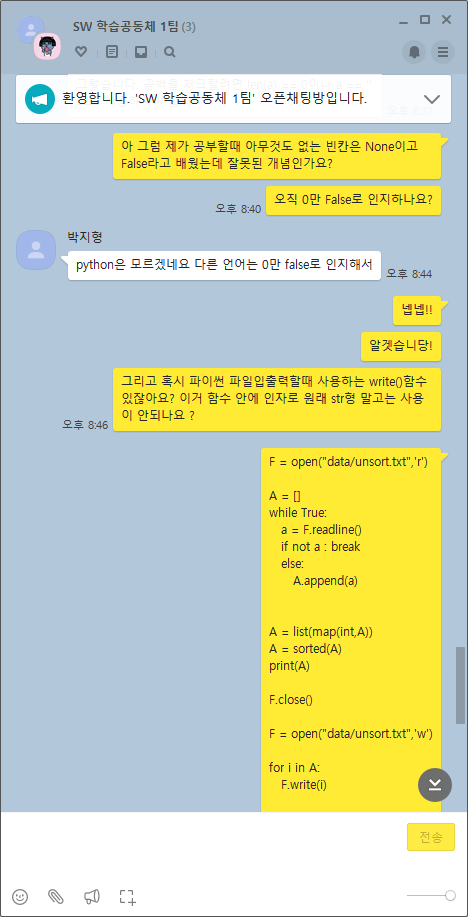 SW 학습공동체 1팀 (3)
환영합니다. 'SW 학습공동체 1팀' 오픈채팅방입니다.
아 그럼 제가 공부할때 아무것도 없는 빈칸은 None이고
False라고 배웠는데 잘못된 개념인가요?
오후 8:40
오직 0만 False로 인지하나요?
박지형
python은 모르겠네요 다른 언어는 0만 false로 인지해서
오후 8:44
넵넵!!
알겟습니당!
그리고 혹시 파이썬 파일입출력할때 사용하는 write()함수
있잖아요? 이거 함수 안에 인자로 원래 str형 말고는 사용
이 안되나요 ?
오후 8:46
F = open("data/unsort.txt",'r')
A = []
while True:
a = F.readline()
if not a : break
else:
A.append(a)
A = list(map(int,A))
A = sorted(A)
print(A)
F.close()
F = open("data/unsort.txt",'w')
for i in A:
F.write(i)
전송